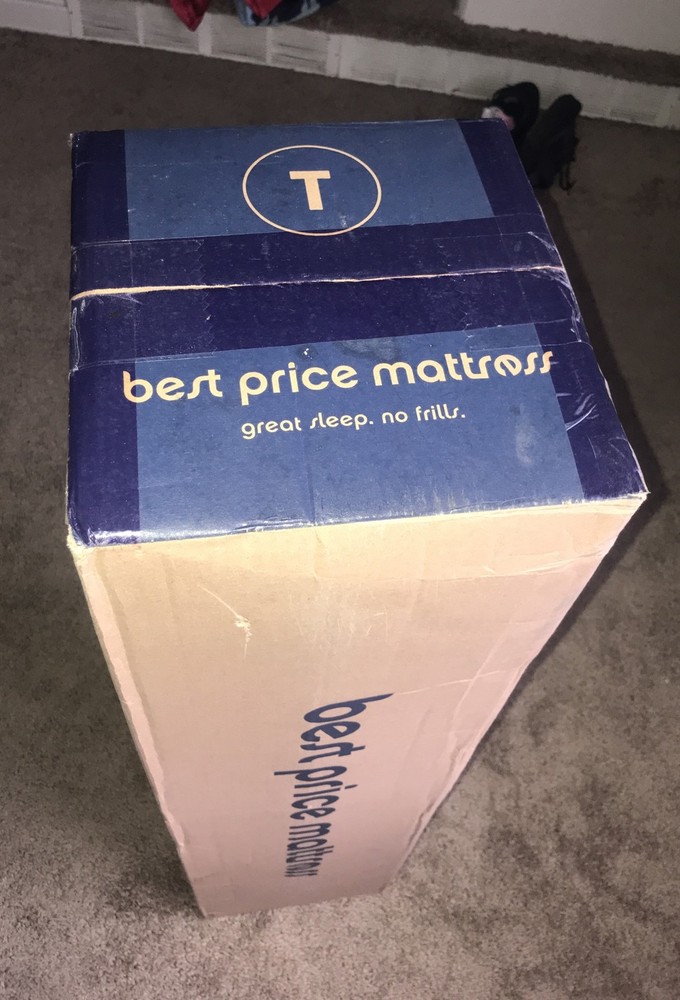 T
best price mattress
great sleep. no frills.
best price mattress